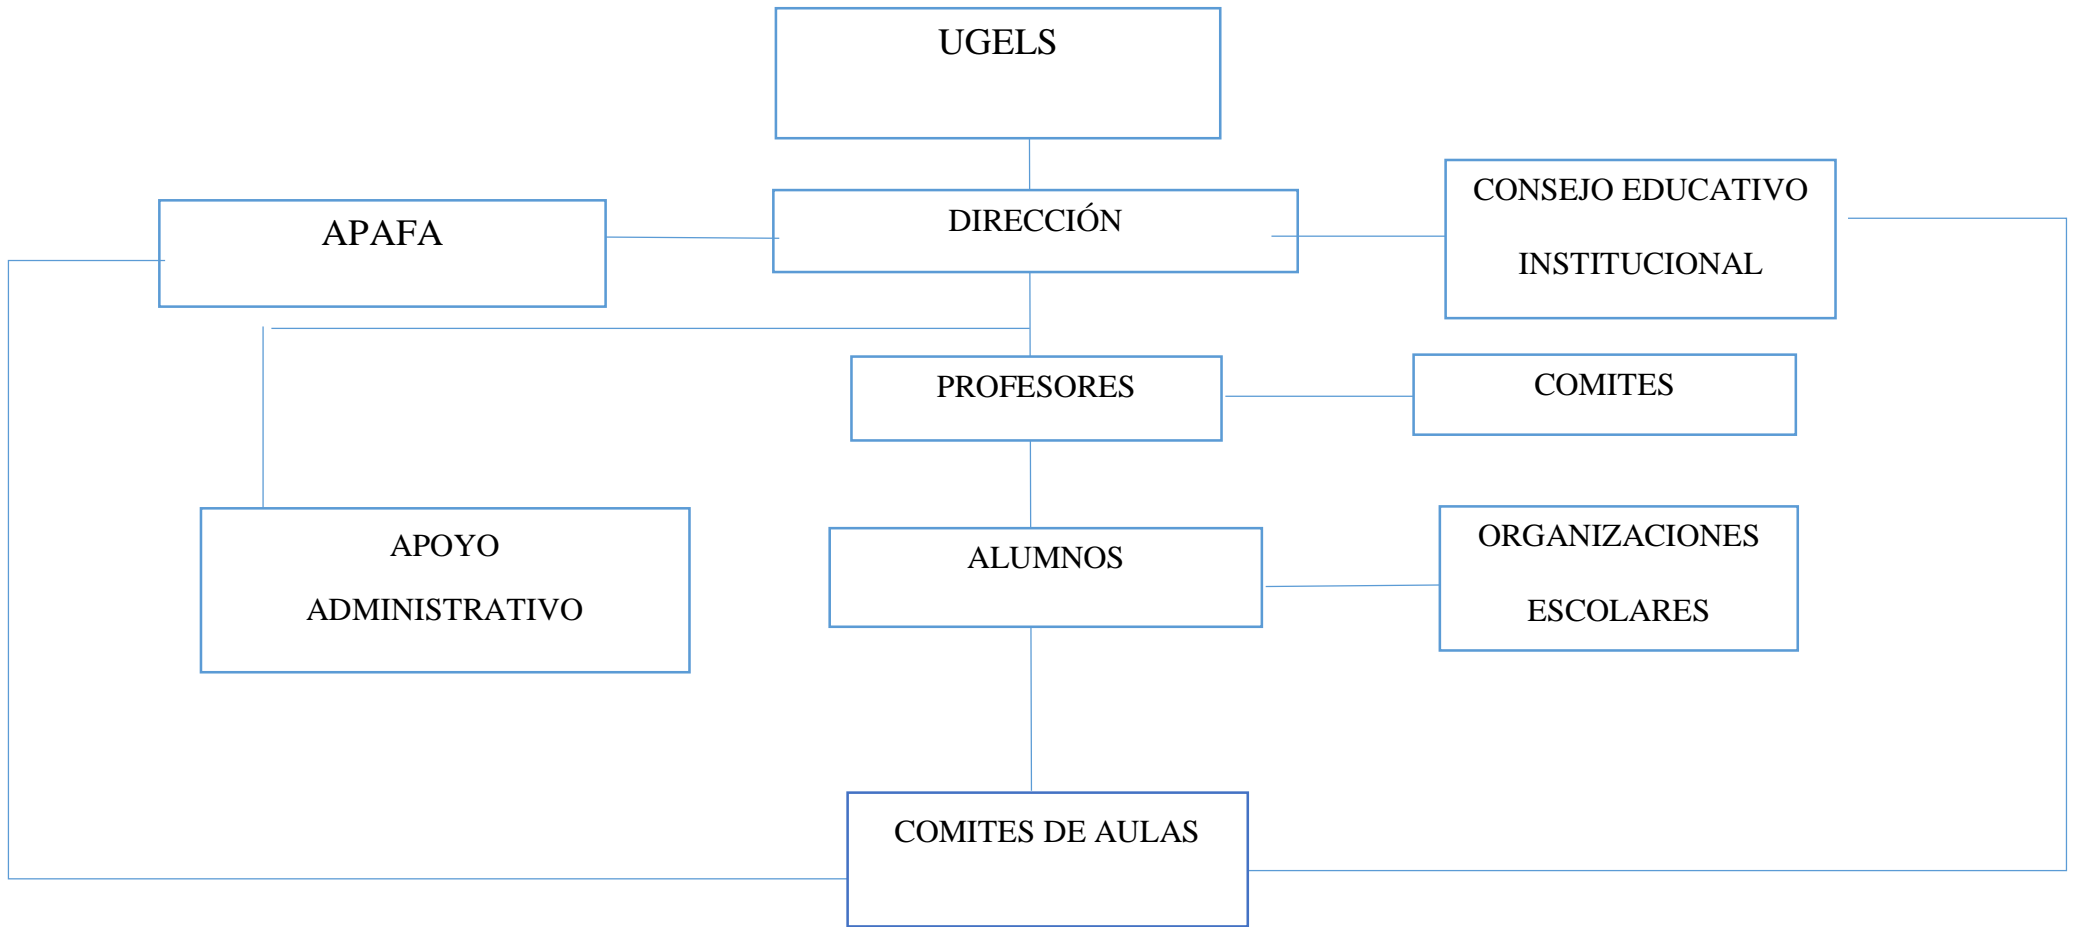 UGELS
APAFA
DIRECCIÓN
CONSEJO EDUCATIVO
INSTITUCIONAL
PROFESORES
COMITES
APOYO
ADMINISTRATIVO
ALUMNOS
ORGANIZACIONES
ESCOLARES
COMITES DE AULAS